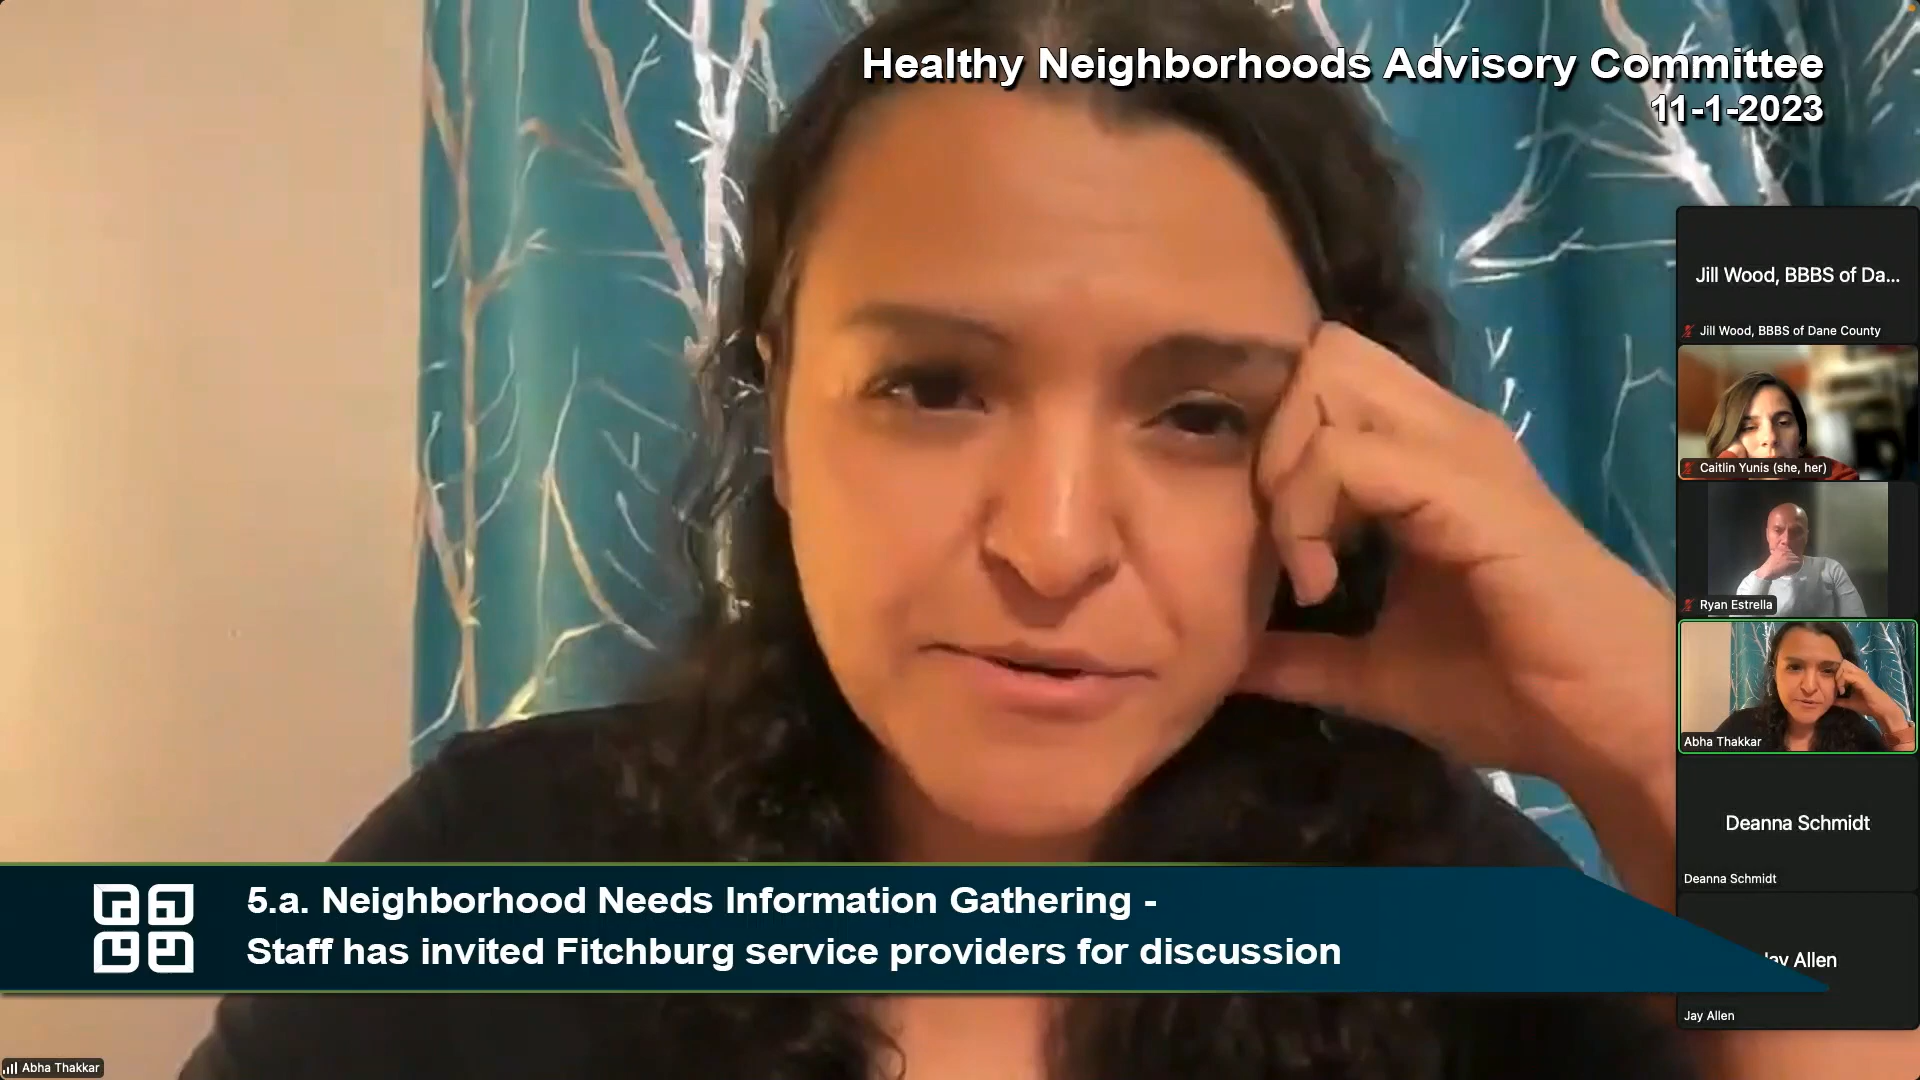 Healthy Neighborhoods Advisory Committee
11-1-2023
Jill Wood, BBBS of Da...
Jill Wood, BBBS of Dane County
Caitlin Yunis (she, her)
Ryan Estrella
Abha Thakkar
Deanna Schmidt
Deanna Schmidt
Jay Allen
Jay Allen
5.a. Neighborhood Needs Information Gathering -
Staff has invited Fitchburg service providers for discussion
Abha Thakkar